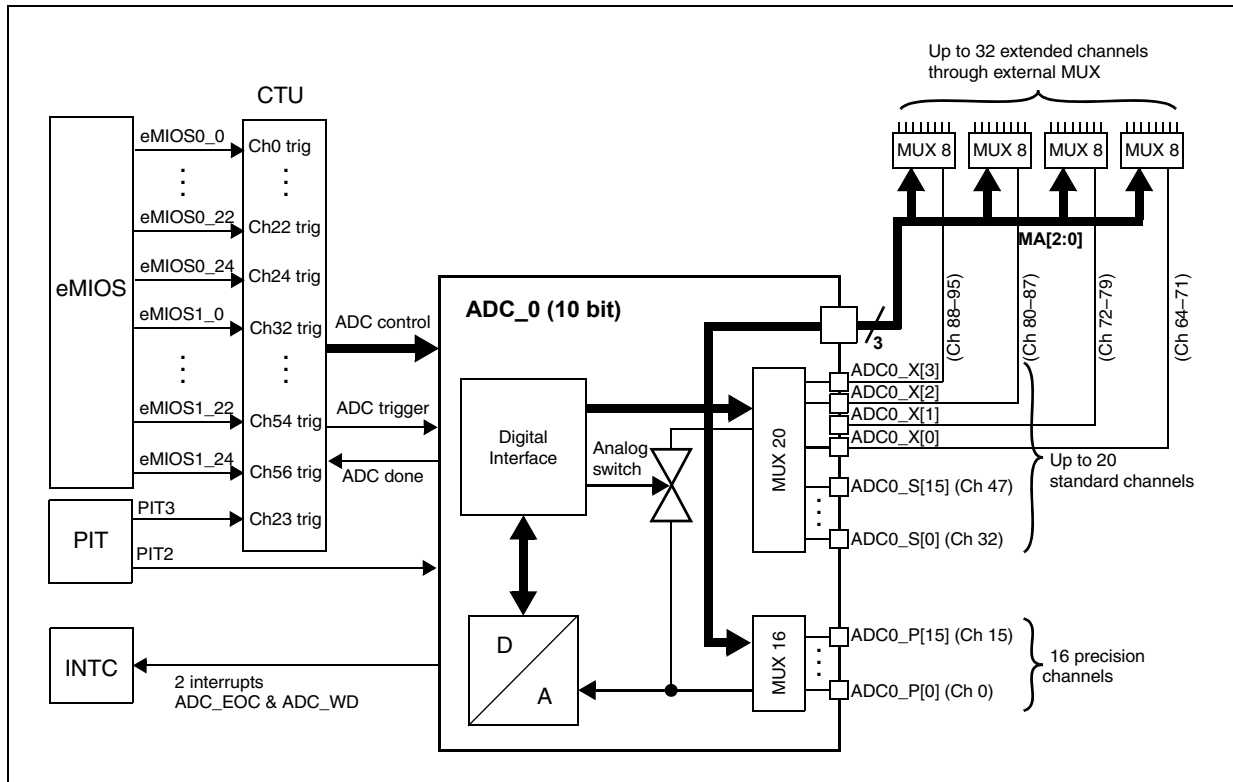 Up to 32 extended channels
through external MUX
CTU
MUX 8
MUX 8
MUX 8
MUX 8
MA[2:0]
eMIOS
eMIOS0_0
eMIOS0_22
eMIOS0_24
eMIOS1_0
eMIOS1_22
eMIOS1_24
Ch0 trig
Ch22 trig
Ch24 trig
Ch32 trig
Ch54 trig
Ch56 trig
Ch23 trig
PIT
PIT3
PIT2
INTC
2 interrupts
ADC_EOC & ADC_WD
ADC control
ADC trigger
ADC done
ADC_0 (10 bit)
3
(Ch 88–95)
(Ch 80–87)
(Ch 72–79)
(Ch 64–71)
Digital
Interface
Analog
switch
MUX 20
ADC0_X[3]
ADC0_X[2]
ADC0_X[1]
ADC0_X[0]
ADC0_S[15] (Ch 47)
ADC0_S[0] (Ch 32)
Up to 20
standard channels
D
A
MUX 16
ADC0_P[15] (Ch 15)
ADC0_P[0] (Ch 0)
16 precision
channels